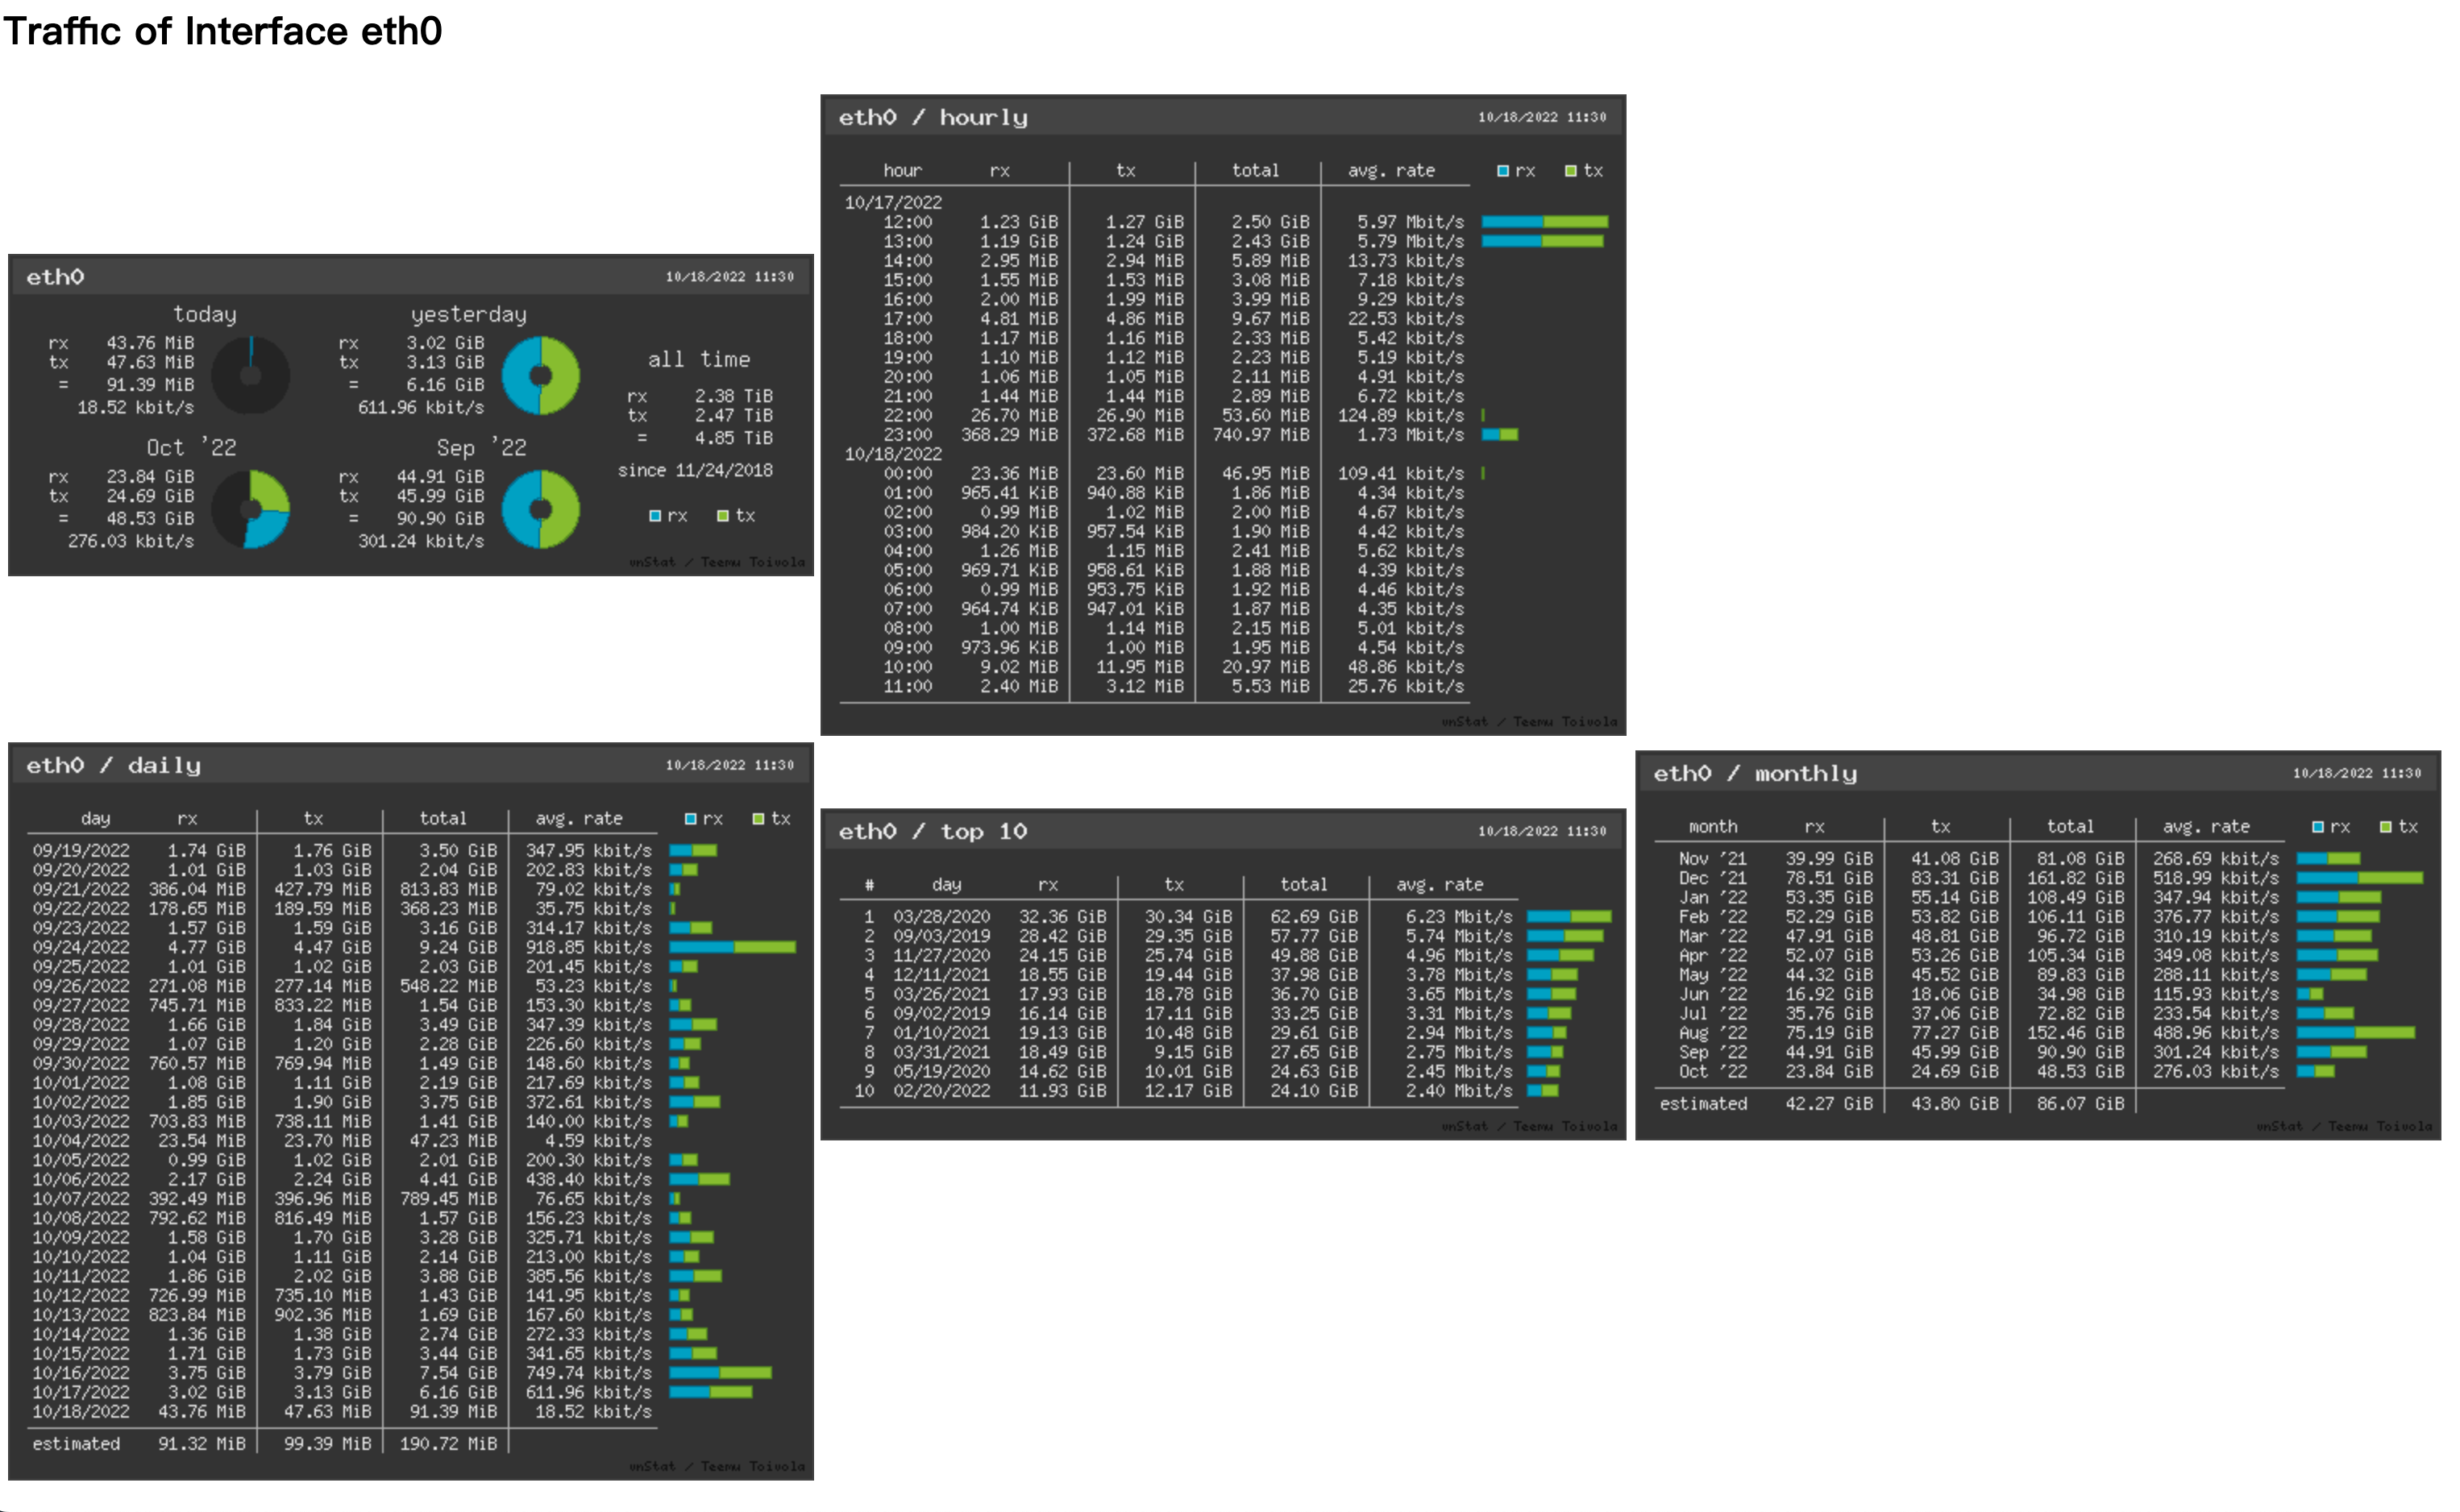 Traffic of Interface eth0
eth0 10/18/2022 11:30
today yesterday
rx 43.76 MiB rx 3.02 GiB
tx 47.63 MiB tx 3.13 GiB
= 91.39 MiB = 6.16 GiB
18.52 kbit/s 611.96 kbit/s
Oct '22 Sep '22
rx 23.84 GiB rx 44.91 GiB
tx 24.69 GiB tx 45.99 GiB
= 48.53 GiB = 90.90 GiB
276.03 kbit/s 301.24 kbit/s
all time
rx 2.38 TiB
tx 2.47 TiB
= 4.85 TiB
since 11/24/2018
rx tx
vnStat / Teemu Toivola
eth0 / hourly 10/18/2022 11:30
hour rx tx total avg. rate rx tx
10/17/2022
12:00 1.23 GiB 1.27 GiB 2.50 GiB 5.97 Mbit/s
13:00 1.19 GiB 1.24 GiB 2.43 GiB 5.79 Mbit/s
14:00 2.95 MiB 2.94 MiB 5.89 MiB 13.73 kbit/s
15:00 1.55 MiB 1.53 MiB 3.08 MiB 7.18 kbit/s
16:00 2.00 MiB 1.99 MiB 3.99 MiB 9.29 kbit/s
17:00 4.81 MiB 4.86 MiB 9.67 MiB 22.53 kbit/s
18:00 1.17 MiB 1.16 MiB 2.33 MiB 5.42 kbit/s
19:00 1.10 MiB 1.12 MiB 2.23 MiB 5.19 kbit/s
20:00 1.06 MiB 1.05 MiB 2.11 MiB 4.91 kbit/s
21:00 1.44 MiB 1.44 MiB 2.89 MiB 6.72 kbit/s
22:00 26.70 MiB 26.90 MiB 53.60 MiB 124.89 kbit/s
23:00 368.29 MiB 372.68 MiB 740.97 MiB 1.73 Mbit/s
10/18/2022
00:00 23.36 MiB 23.60 MiB 46.95 MiB 109.41 kbit/s
01:00 965.41 KiB 940.88 KiB 1.86 MiB 4.34 kbit/s
02:00 0.99 MiB 1.02 MiB 2.00 MiB 4.67 kbit/s
03:00 984.20 KiB 957.54 KiB 1.90 MiB 4.42 kbit/s
04:00 1.26 MiB 1.15 MiB 2.41 MiB 5.62 kbit/s
05:00 969.71 KiB 958.61 KiB 1.88 MiB 4.39 kbit/s
06:00 0.99 MiB 953.75 KiB 1.92 MiB 4.46 kbit/s
07:00 964.74 KiB 947.01 KiB 1.87 MiB 4.35 kbit/s
08:00 1.00 MiB 1.14 MiB 2.15 MiB 5.01 kbit/s
09:00 973.96 KiB 1.00 MiB 1.95 MiB 4.54 kbit/s
10:00 9.02 MiB 11.95 MiB 20.97 MiB 48.86 kbit/s
11:00 2.40 MiB 3.12 MiB 5.53 MiB 25.76 kbit/s
vnStat / Teemu Toivola
eth0 / daily 10/18/2022 11:30
day rx tx total avg. rate rx tx
09/19/2022 1.74 GiB 1.76 GiB 3.50 GiB 347.95 kbit/s
09/20/2022 1.01 GiB 1.03 GiB 2.04 GiB 202.83 kbit/s
09/21/2022 386.04 MiB 427.79 MiB 813.83 MiB 79.02 kbit/s
09/22/2022 178.65 MiB 189.59 MiB 368.23 MiB 35.75 kbit/s
09/23/2022 1.57 GiB 1.59 GiB 3.16 GiB 314.17 kbit/s
09/24/2022 4.77 GiB 4.47 GiB 9.24 GiB 918.85 kbit/s
09/25/2022 1.01 GiB 1.02 GiB 2.03 GiB 201.45 kbit/s
09/26/2022 271.08 MiB 277.14 MiB 548.22 MiB 53.23 kbit/s
09/27/2022 745.71 MiB 833.22 MiB 1.54 GiB 153.30 kbit/s
09/28/2022 1.66 GiB 1.84 GiB 3.49 GiB 347.39 kbit/s
09/29/2022 1.07 GiB 1.20 GiB 2.28 GiB 226.60 kbit/s
09/30/2022 760.57 MiB 769.94 MiB 1.49 GiB 148.60 kbit/s
10/01/2022 1.08 GiB 1.11 GiB 2.19 GiB 217.69 kbit/s
10/02/2022 1.85 GiB 1.90 GiB 3.75 GiB 372.61 kbit/s
10/03/2022 703.83 MiB 738.11 MiB 1.41 GiB 140.00 kbit/s
10/04/2022 23.54 MiB 23.70 MiB 47.23 MiB 4.59 kbit/s
10/05/2022 0.99 GiB 1.02 GiB 2.01 GiB 200.30 kbit/s
10/06/2022 2.17 GiB 2.24 GiB 4.41 GiB 438.40 kbit/s
10/07/2022 392.49 MiB 396.96 MiB 789.45 MiB 76.65 kbit/s
10/08/2022 792.62 MiB 816.49 MiB 1.57 GiB 156.23 kbit/s
10/09/2022 1.58 GiB 1.70 GiB 3.28 GiB 325.71 kbit/s
10/10/2022 1.04 GiB 1.11 GiB 2.14 GiB 213.00 kbit/s
10/11/2022 1.86 GiB 2.02 GiB 3.88 GiB 385.56 kbit/s
10/12/2022 726.99 MiB 735.10 MiB 1.43 GiB 141.95 kbit/s
10/13/2022 823.84 MiB 902.36 MiB 1.69 GiB 167.60 kbit/s
10/14/2022 1.36 GiB 1.38 GiB 2.74 GiB 272.33 kbit/s
10/15/2022 1.71 GiB 1.73 GiB 3.44 GiB 341.65 kbit/s
10/16/2022 3.75 GiB 3.79 GiB 7.54 GiB 749.74 kbit/s
10/17/2022 3.02 GiB 3.13 GiB 6.16 GiB 611.96 kbit/s
10/18/2022 43.76 MiB 47.63 MiB 91.39 MiB 18.52 kbit/s
estimated 91.32 MiB 99.39 MiB 190.72 MiB
vnStat / Teemu Toivola
eth0 / top 10 10/18/2022 11:30
# day rx tx total avg. rate
1 03/28/2020 32.36 GiB 30.34 GiB 62.69 GiB 6.23 Mbit/s
2 09/03/2019 28.42 GiB 29.35 GiB 57.77 GiB 5.74 Mbit/s
3 11/27/2020 24.15 GiB 25.74 GiB 49.88 GiB 4.96 Mbit/s
4 12/11/2021 18.55 GiB 19.44 GiB 37.98 GiB 3.78 Mbit/s
5 03/26/2021 17.93 GiB 18.78 GiB 36.70 GiB 3.65 Mbit/s
6 09/02/2019 16.14 GiB 17.11 GiB 33.25 GiB 3.31 Mbit/s
7 01/10/2021 19.13 GiB 10.48 GiB 29.61 GiB 2.94 Mbit/s
8 03/31/2021 18.49 GiB 9.15 GiB 27.65 GiB 2.75 Mbit/s
9 05/19/2020 14.62 GiB 10.01 GiB 24.63 GiB 2.45 Mbit/s
10 02/20/2022 11.93 GiB 12.17 GiB 24.10 GiB 2.40 Mbit/s
vnStat / Teemu Toivola
eth0 / monthly 10/18/2022 11:30
month rx tx total avg. rate rx tx
Nov '21 39.99 GiB 41.08 GiB 81.08 GiB 268.69 kbit/s
Dec '21 78.51 GiB 83.31 GiB 161.82 GiB 518.99 kbit/s
Jan '22 53.35 GiB 55.14 GiB 108.49 GiB 347.94 kbit/s
Feb '22 52.29 GiB 53.82 GiB 106.11 GiB 376.77 kbit/s
Mar '22 47.91 GiB 48.81 GiB 96.72 GiB 310.19 kbit/s
Apr '22 52.07 GiB 53.26 GiB 105.34 GiB 349.08 kbit/s
May '22 44.32 GiB 45.52 GiB 89.83 GiB 288.11 kbit/s
Jun '22 16.92 GiB 18.06 GiB 34.98 GiB 115.93 kbit/s
Jul '22 35.76 GiB 37.06 GiB 72.82 GiB 233.54 kbit/s
Aug '22 75.19 GiB 77.27 GiB 152.46 GiB 488.96 kbit/s
Sep '22 44.91 GiB 45.99 GiB 90.90 GiB 301.24 kbit/s
Oct '22 23.84 GiB 24.69 GiB 48.53 GiB 276.03 kbit/s
estimated 42.27 GiB 43.80 GiB 86.07 GiB
vnStat / Teemu Toivola